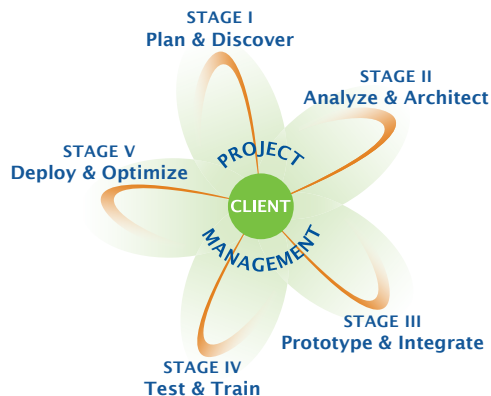 STAGE I
Plan & Discover
STAGE II
Analyze & Architect
STAGE V
Deploy & Optimize
PROJECT
CLIENT
MANAGEMENT
STAGE III
Prototype & Integrate
STAGE IV
Test & Train